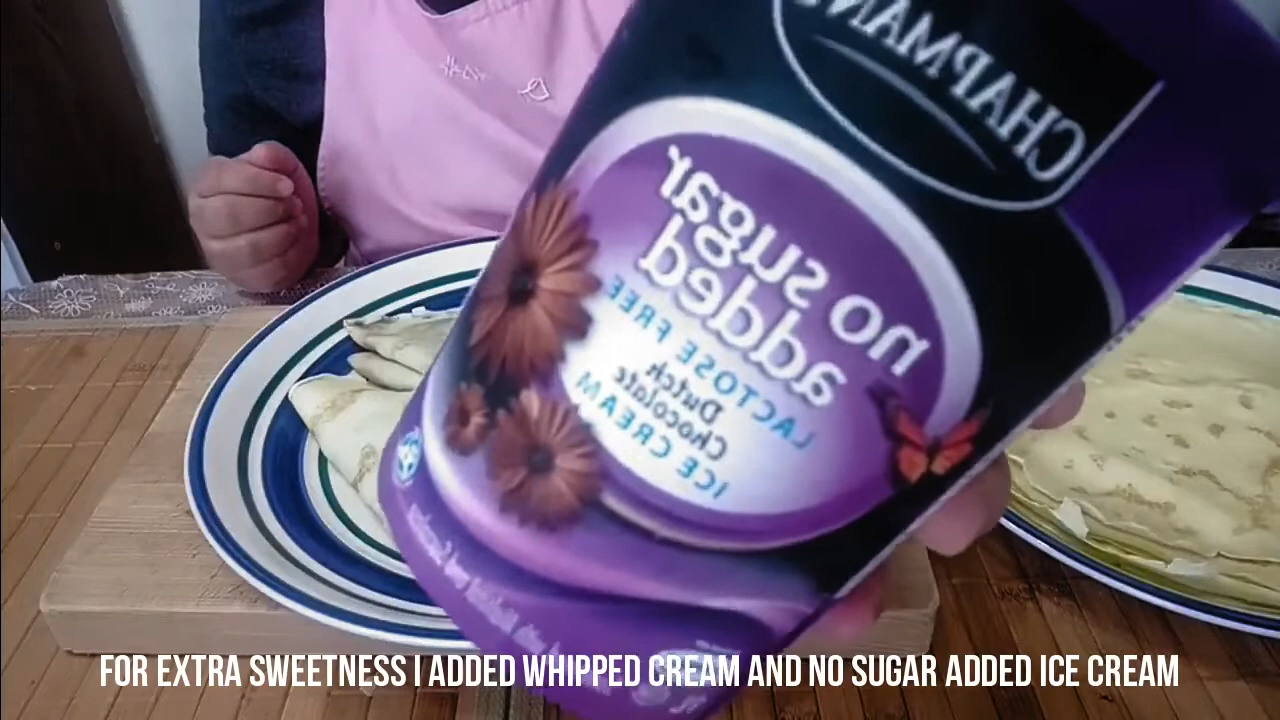 CHAPMAN'S
no sugar
added
LACTOSE FREE
Dutch
Chocolate
ICE CREAM
FOR EXTRA SWEETNESS I ADDED WHIPPED CREAM AND NO SUGAR ADDED ICE CREAM